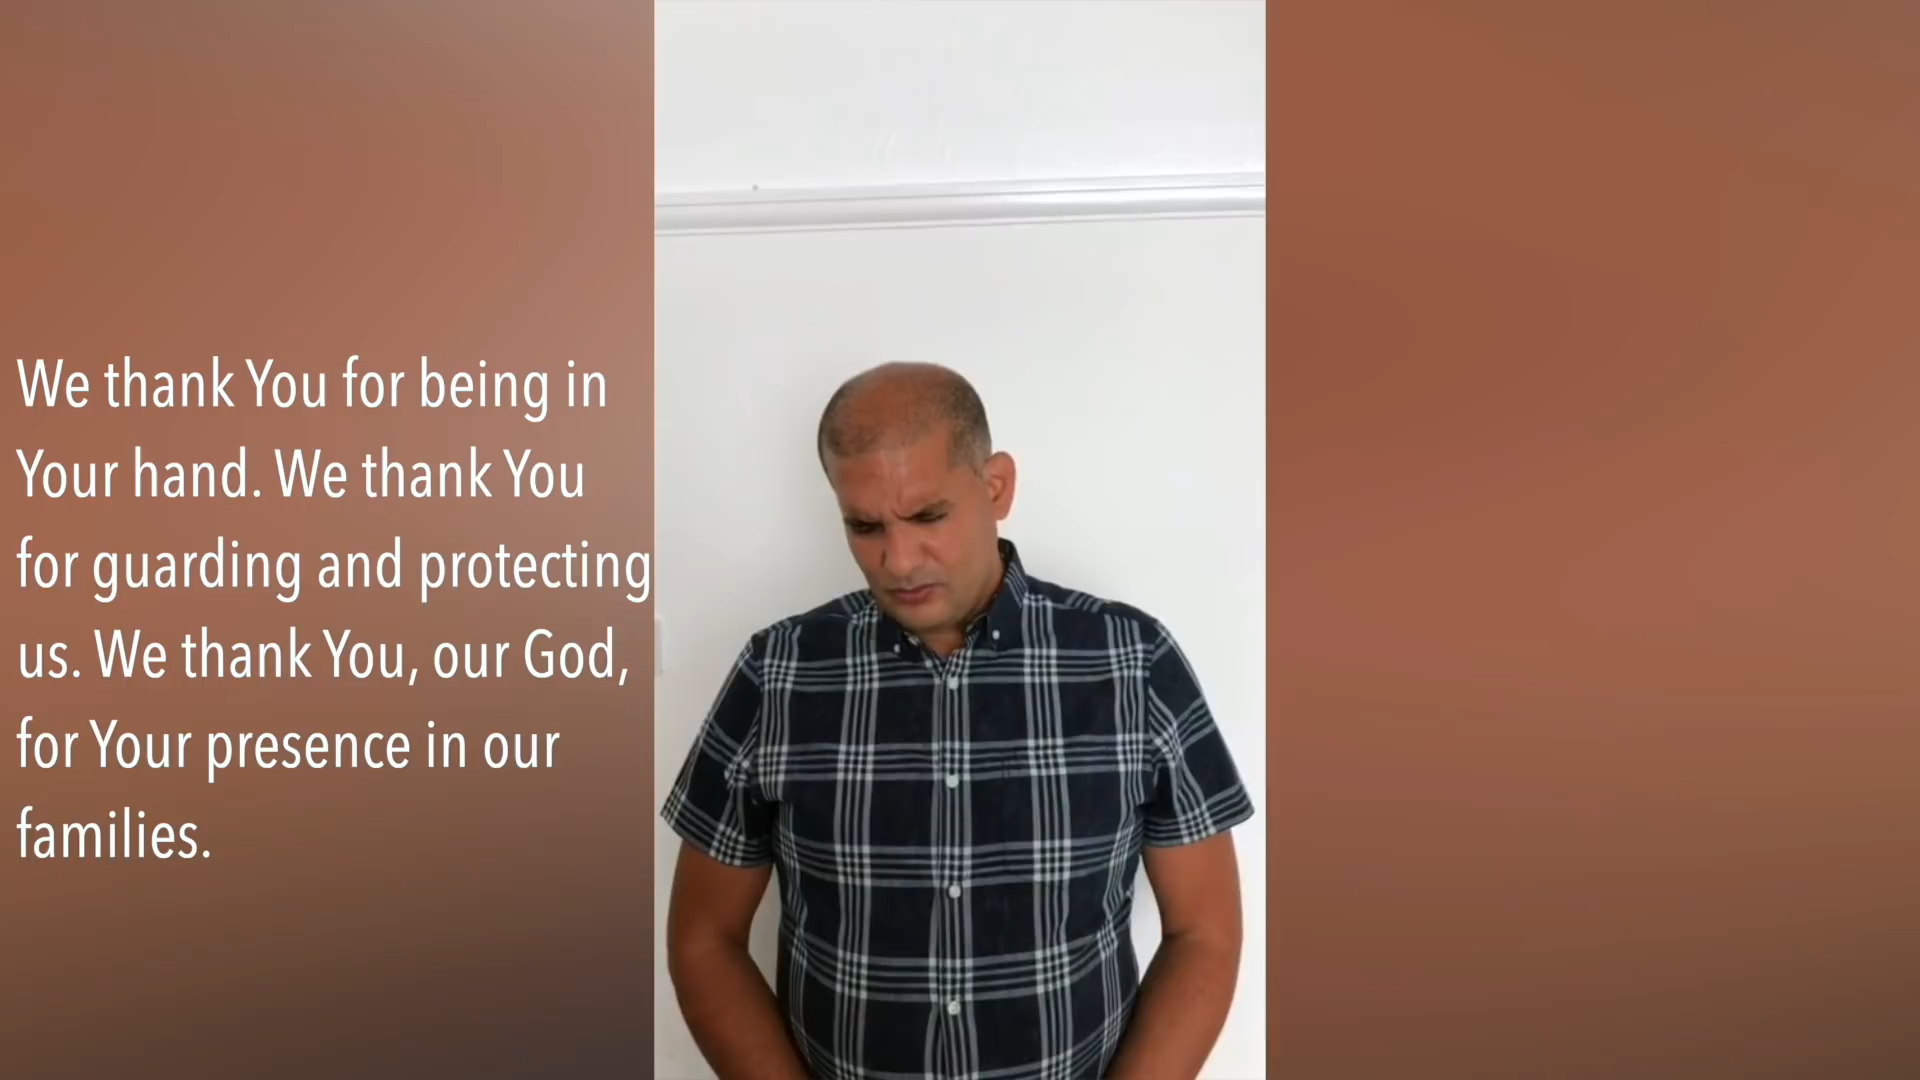 We thank You for being in
Your hand. We thank You
for guarding and protecting
us. We thank You, our God,
for Your presence in our
families.